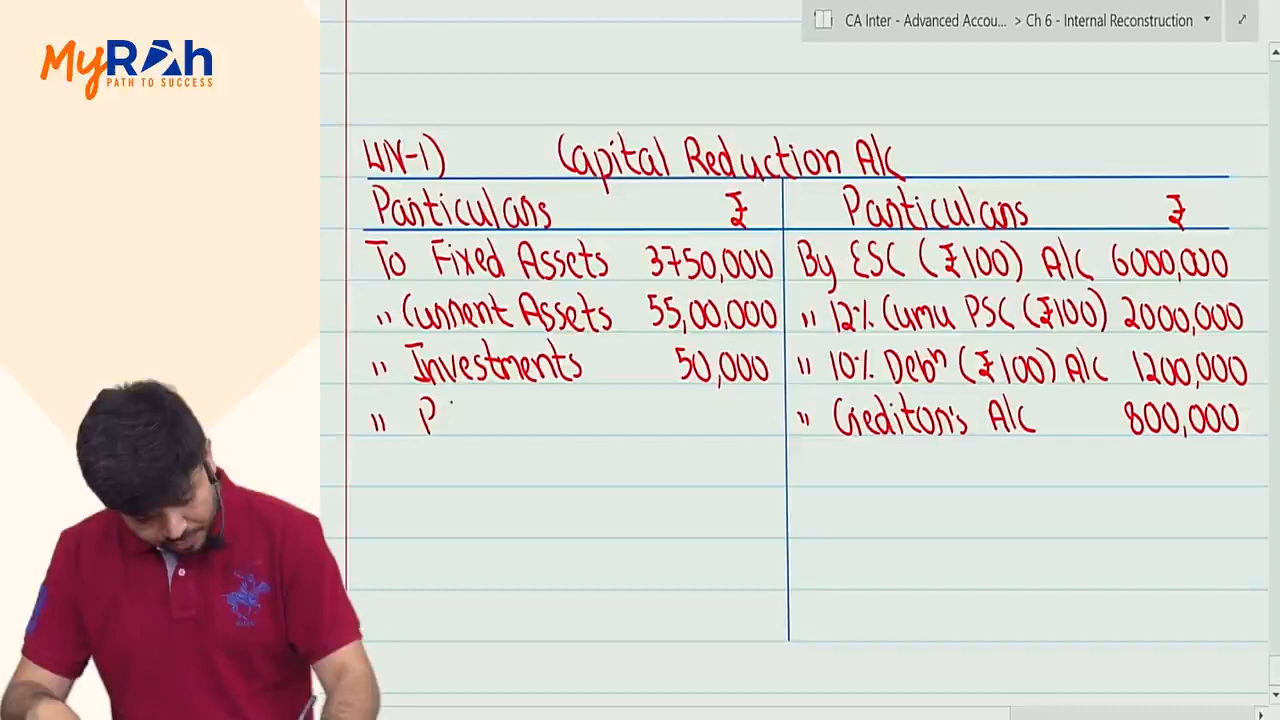 MyRAh
PATH TO SUCCESS
CA Inter - Advanced Accou... > Ch 6 - Internal Reconstruction
WN-1) Capital Reduction A/c
Particulars ₹ Particulars ₹
To Fixed Assets 3750,000 By ESC (₹100) A/c 6000,000
" Current Assets 55,00,000 " 12% Cumu PSC (₹100) 2000,000
" Investments 50,000 " 10% Debⁿ (₹100) A/c 1200,000
" P " Creditor's A/c 800,000